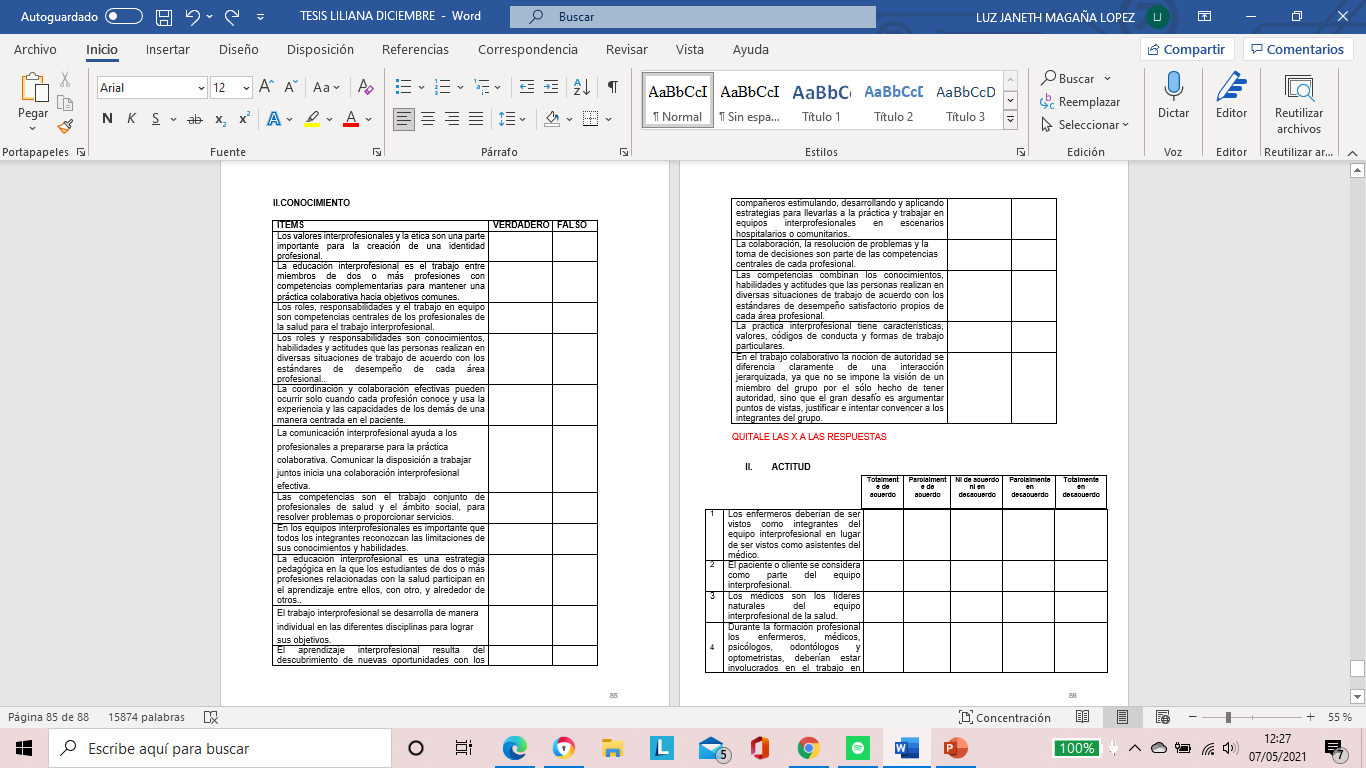 Autoguardado
TESIS LILIANA DICIEMBRE - Word
Buscar
LUZ JANETH MAGAÑA LOPEZ
LJ
Archivo Inicio Insertar Diseño Disposición Referencias Correspondencia Revisar Vista Ayuda
Compartir Comentarios
Pegar
Arial 12
Aa
N K S ab x2 x2 A A
AaBbCcI AaBbCcI AaBbC AaBbCcD AaBbCcD
¶ Normal ¶ Sin espa... Título 1 Título 2 Título 3
Buscar
Reemplazar
Seleccionar
Dictar
Editor
Reutilizar
archivos
Portapapeles Fuente Párrafo Estilos Edición Voz Editor Reutilizar ar...
II.CONOCIMIENTO
ITEMS VERDADERO FALSO
Los valores interprofesionales y la ética son una parte
importante para la creación de una identidad
profesional.
La educación interprofesional es el trabajo entre
miembros de dos o más profesiones con
competencias complementarias para mantener una
práctica colaborativa hacia objetivos comunes.
Los roles, responsabilidades y el trabajo en equipo
son competencias centrales de los profesionales de
la salud para el trabajo interprofesional.
Los roles y responsabilidades son conocimientos,
habilidades y actitudes que las personas realizan en
diversas situaciones de trabajo de acuerdo con los
estándares de desempeño de cada área
profesional..
La coordinación y colaboración efectivas pueden
ocurrir solo cuando cada profesión conoce y usa la
experiencia y las capacidades de los demás de una
manera centrada en el paciente.
La comunicación interprofesional ayuda a los
profesionales a prepararse para la práctica
colaborativa. Comunicar la disposición a trabajar
juntos inicia una colaboración interprofesional
efectiva.
Las competencias son el trabajo conjunto de
profesionales de salud y el ámbito social, para
resolver problemas o proporcionar servicios.
En los equipos interprofesionales es importante que
todos los integrantes reconozcan las limitaciones de
sus conocimientos y habilidades.
La educación interprofesional es una estrategia
pedagógica en la que los estudiantes de dos o más
profesiones relacionadas con la salud participan en
el aprendizaje entre ellos, con otro, y alrededor de
otros..
El trabajo interprofesional se desarrolla de manera
individual en las diferentes disciplinas para lograr
sus objetivos.
El aprendizaje interprofesional resulta del
descubrimiento de nuevas oportunidades con los
85
compañeros estimulando, desarrollando y aplicando
estrategias para llevarlas a la práctica y trabajar en
equipos interprofesionales en escenarios
hospitalarios o comunitarios.
La colaboración, la resolución de problemas y la
toma de decisiones son parte de las competencias
centrales de cada profesional.
Las competencias combinan los conocimientos,
habilidades y actitudes que las personas realizan en
diversas situaciones de trabajo de acuerdo con los
estándares de desempeño satisfactorio propios de
cada área profesional.
La práctica interprofesional tiene características,
valores, códigos de conducta y formas de trabajo
particulares.
En el trabajo colaborativo la noción de autoridad se
diferencia claramente de una interacción
jerarquizada, ya que no se impone la visión de un
miembro del grupo por el sólo hecho de tener
autoridad, sino que el gran desafío es argumentar
puntos de vistas, justificar e intentar convencer a los
integrantes del grupo.
QUITALE LAS X A LAS RESPUESTAS
II. ACTITUD
Totalment Parcialment Ni de acuerdo Parcialmente Totalmente
e de e de ni en en en
acuerdo acuerdo desacuerdo desacuerdo desacuerdo
1 Los enfermeros deberían de ser
vistos como integrantes del
equipo interprofesional en lugar
de ser vistos como asistentes del
médico.
2 El paciente o cliente se considera
como parte del equipo
interprofesional.
3 Los médicos son los líderes
naturales del equipo
interprofesional de la salud.
Durante la formación profesional
los enfermeros, médicos,
4 psicólogos, odontólogos y
optometristas, deberían estar
involucrados en el trabajo en
86
Página 85 de 88 15874 palabras
Concentración
55 %
Escribe aquí para buscar
5
100%
12:27
07/05/2021
7